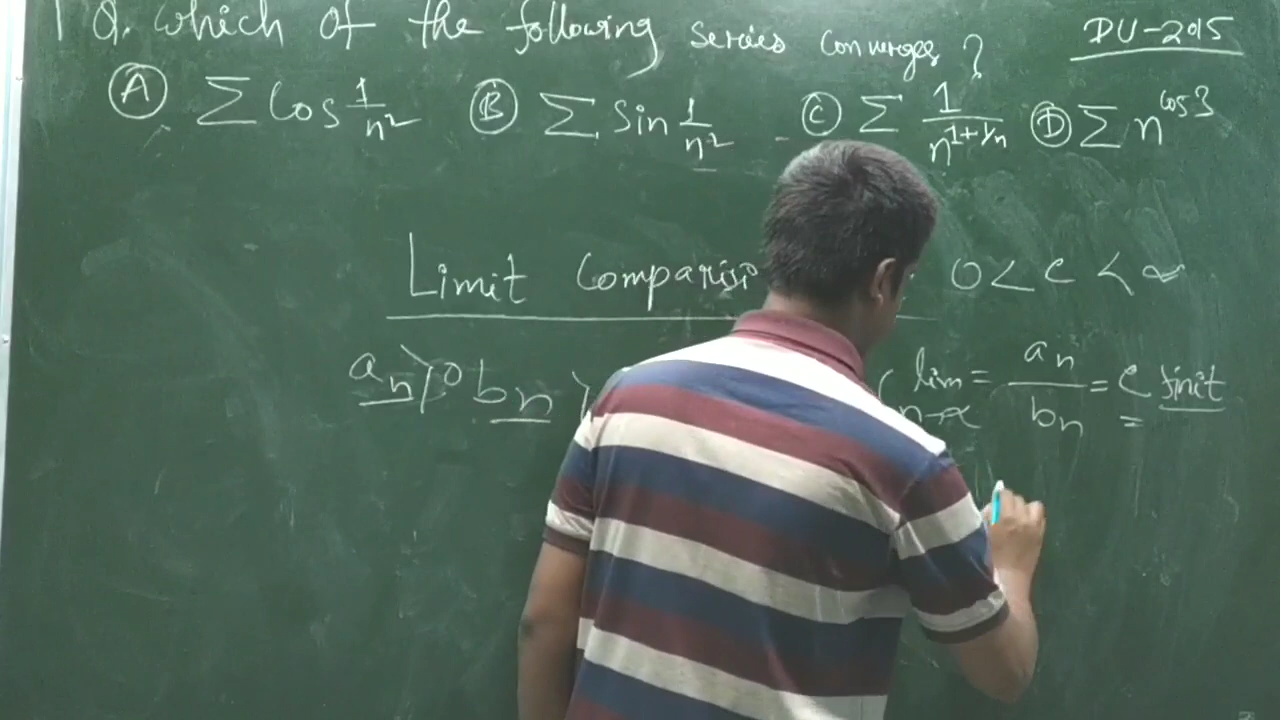 Q. Which of the following series converges ? DU-2015
(A) ∑ Cos 1/n² (B) ∑ Sin 1/n² (C) ∑ 1/n^(1+1/n) (D) ∑ n^cos3
Limit Comparis 0 < c < ∞
aₙ > 0 bₙ > lim n→∞ = aₙ/bₙ = c finit